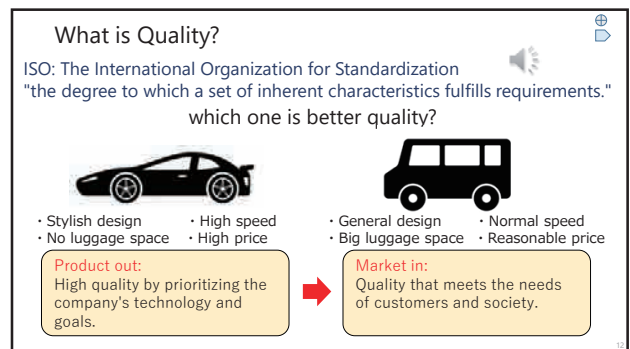 What is Quality?
ISO: The International Organization for Standardization
"the degree to which a set of inherent characteristics fulfills requirements."
which one is better quality?
・Stylish design ・High speed
・No luggage space ・High price
・General design ・Normal speed
・Big luggage space ・Reasonable price
Product out:
High quality by prioritizing the
company's technology and
goals.
Market in:
Quality that meets the needs
of customers and society.
12